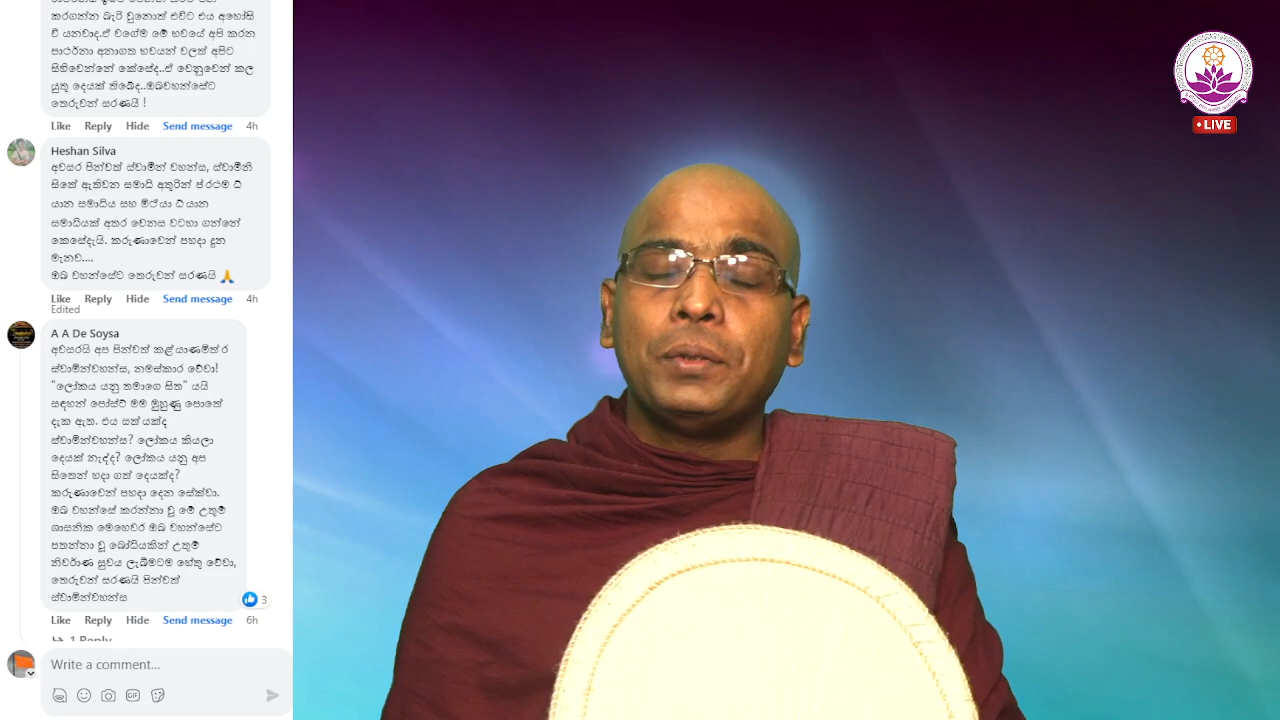 කරගන්න බැරි වුනොත් එවිට එය අහෝසි
වී යනවාද.ඒ වගේම මේ භවයේ අපි කරන
පාර්ථනා අනාගත භවයන් වලත් අපිට
සිහිවෙන්නේ කේසේද..ඒ වෙනුවෙන් කල
යුතු දෙයක් තිබේද..ඔබවහන්සේට
තෙරුවන් සරණයි !
Like Reply Hide Send message 4h
Heshan Silva
අවසර පින්වත් ස්වාමීන් වහන්ස, ස්වාමීනි
සිතේ ඇතිවන සමාධි අතුරින් ප්‍රථම ධ්
යාන සමාධිය සහ මිථ්‍යා ධ්‍යාන
සමාධියක් අතර වෙනස වටහා ගන්නේ
කෙසේදැයි. කරුණාවෙන් පහදා දුන
මැනව....
ඔබ වහන්සේට තෙරුවන් සරණයි 🙏
Like Reply Hide Send message 4h
Edited
A A De Soysa
අවසරයි අප පින්වත් කළ්‍යාණමිත්‍ර
ස්වාමීන්වහන්ස, නමස්කාර වේවා!
"ලෝකය යනු තමාගෙ සිත" යයි
සඳහන් පෝස්ට් මම මුහුණු පොතේ
දැක ඇත. එය සත්‍යක්ද
ස්වාමීන්වහන්ස? ලෝකය කියලා
දෙයක් නැද්ද? ලෝකය යනු අප
සිතෙන් හදා ගත් දෙයක්ද?
කරුණාවෙන් පහදා දෙන සේක්වා.
ඔබ වහන්සේ කරන්නා වූ මේ උතුම්
ශාසනික මෙහෙවර ඔබ වහන්සේට
පතන්නා වූ බෝධියකින් උතුම්
නිර්වාණ සුවය ලැබීමටම හේතු වේවා,
තෙරුවන් සරණයි පින්වත්
ස්වාමීන්වහන්ස
3
Like Reply Hide Send message 6h
1 Reply
Write a comment...
GIF
LIVE